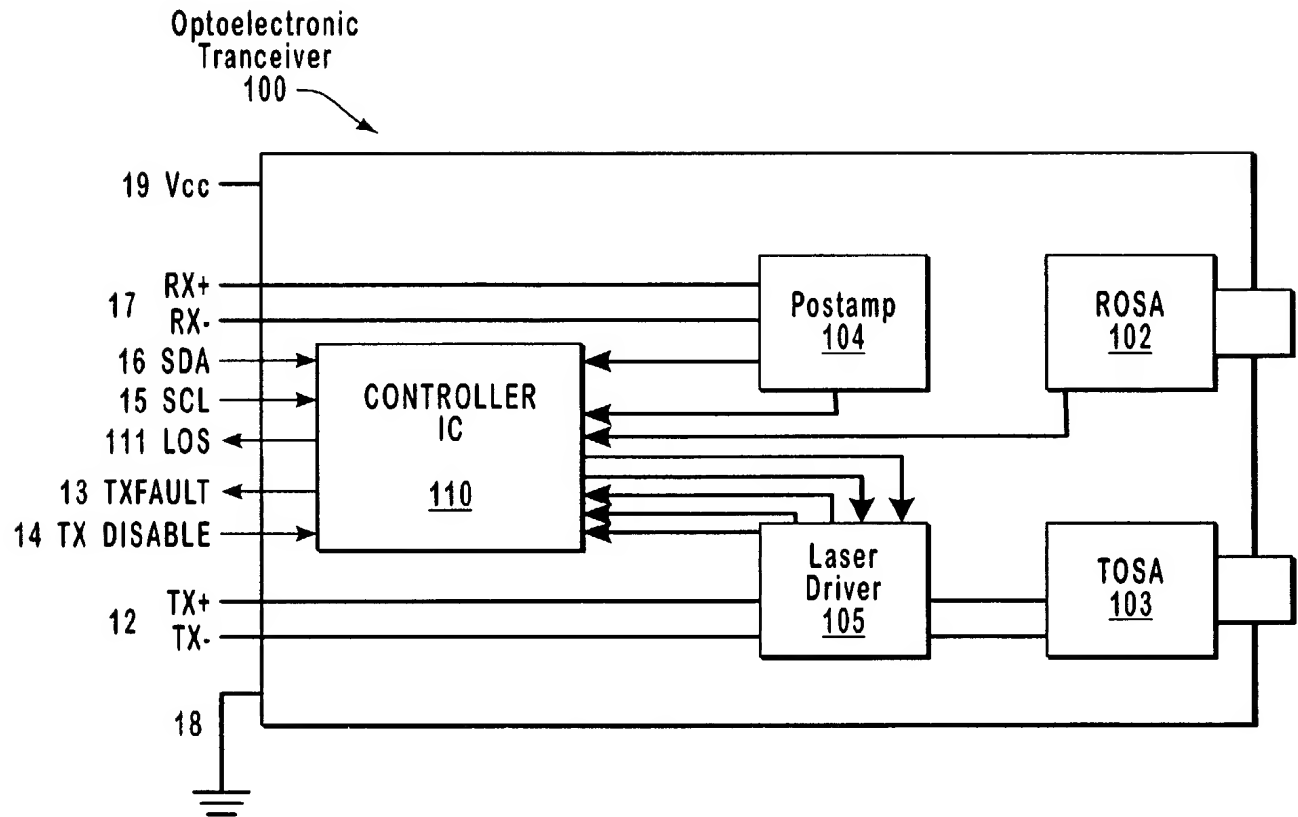 Optoelectronic
Tranceiver
100
19 Vcc
17 RX+
RX-
16 SDA
15 SCL
111 LOS
13 TXFAULT
14 TX DISABLE
12 TX+
TX-
18
CONTROLLER
IC
110
Postamp
104
ROSA
102
Laser
Driver
105
TOSA
103